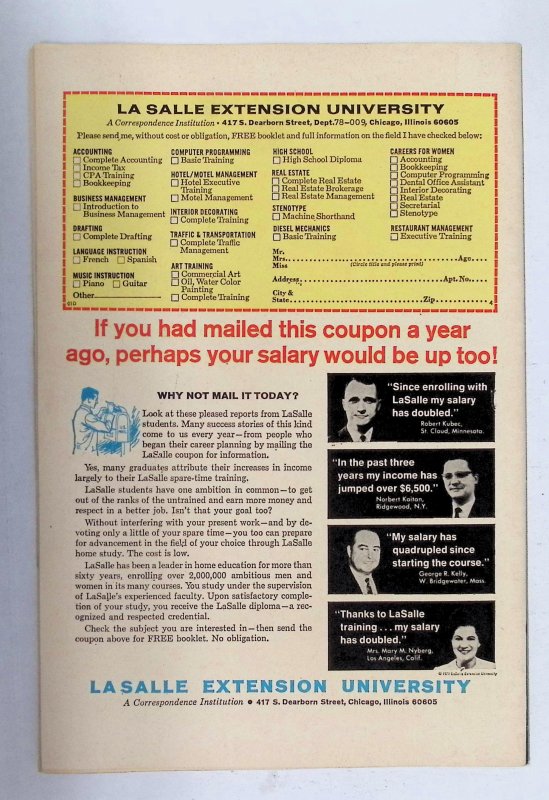 LA SALLE EXTENSION UNIVERSITY
A Correspondence Institution • 417 S. Dearborn Street, Dept.78-009, Chicago, Illinois 60605
Please send me, without cost or obligation, FREE booklet and full information on the field I have checked below:
ACCOUNTING
Complete Accounting
Income Tax
CPA Training
Bookkeeping
BUSINESS MANAGEMENT
Introduction to
Business Management
DRAFTING
Complete Drafting
LANGUAGE INSTRUCTION
French Spanish
MUSIC INSTRUCTION
Piano Guitar
Other
COMPUTER PROGRAMMING
Basic Training
HOTEL/MOTEL MANAGEMENT
Hotel Executive
Training
Motel Management
INTERIOR DECORATING
Complete Training
TRAFFIC & TRANSPORTATION
Complete Traffic
Management
ART TRAINING
Commercial Art
Oil, Water Color
Painting
Complete Training
HIGH SCHOOL
High School Diploma
REAL ESTATE
Complete Real Estate
Real Estate Brokerage
Real Estate Management
STENOTYPE
Machine Shorthand
DIESEL MECHANICS
Basic Training
CAREERS FOR WOMEN
Accounting
Bookkeeping
Computer Programming
Dental Office Assistant
Interior Decorating
Real Estate
Secretarial
Stenotype
RESTAURANT MANAGEMENT
Executive Training
Mr.
Mrs. Age
Miss (Circle title and please print)
Address Apt. No.
City &
State Zip 4
If you had mailed this coupon a year
ago, perhaps your salary would be up too!
WHY NOT MAIL IT TODAY?
Look at these pleased reports from LaSalle
students. Many success stories of this kind
come to us every year—from people who
began their career planning by mailing the
LaSalle coupon for information.
Yes, many graduates attribute their increases in income
largely to their LaSalle spare-time training.
LaSalle students have one ambition in common—to get
out of the ranks of the untrained and earn more money and
respect in a better job. Isn't that your goal too?
Without interfering with your present work—and by de-
voting only a little of your spare time—you too can prepare
for advancement in the field of your choice through LaSalle
home study. The cost is low.
LaSalle has been a leader in home education for more than
sixty years, enrolling over 2,000,000 ambitious men and
women in its many courses. You study under the supervision
of LaSalle's experienced faculty. Upon satisfactory comple-
tion of your study, you receive the LaSalle diploma—a rec-
ognized and respected credential.
Check the subject you are interested in—then send the
coupon above for FREE booklet. No obligation.
"Since enrolling with
LaSalle my salary
has doubled."
Robert Kubec,
St. Cloud, Minnesota.
"In the past three
years my income has
jumped over $6,500."
Norbert Kaiton,
Ridgewood, N.Y.
"My salary has
quadrupled since
starting the course."
George R. Kelly,
W. Bridgewater, Mass.
"Thanks to LaSalle
training . . . my salary
has doubled."
Mrs. Mary M. Nyberg,
Los Angeles, Calif.
LA SALLE EXTENSION UNIVERSITY
A Correspondence Institution • 417 S. Dearborn Street, Chicago, Illinois 60605